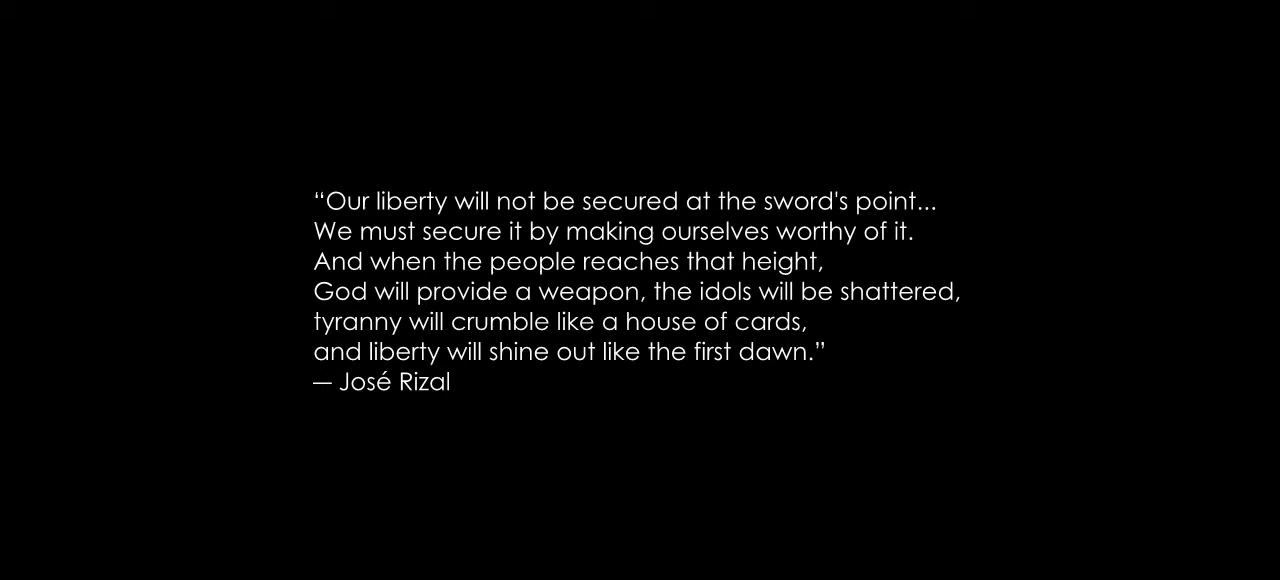 “Our liberty will not be secured at the sword's point...
We must secure it by making ourselves worthy of it.
And when the people reaches that height,
God will provide a weapon, the idols will be shattered,
tyranny will crumble like a house of cards,
and liberty will shine out like the first dawn.”
— José Rizal